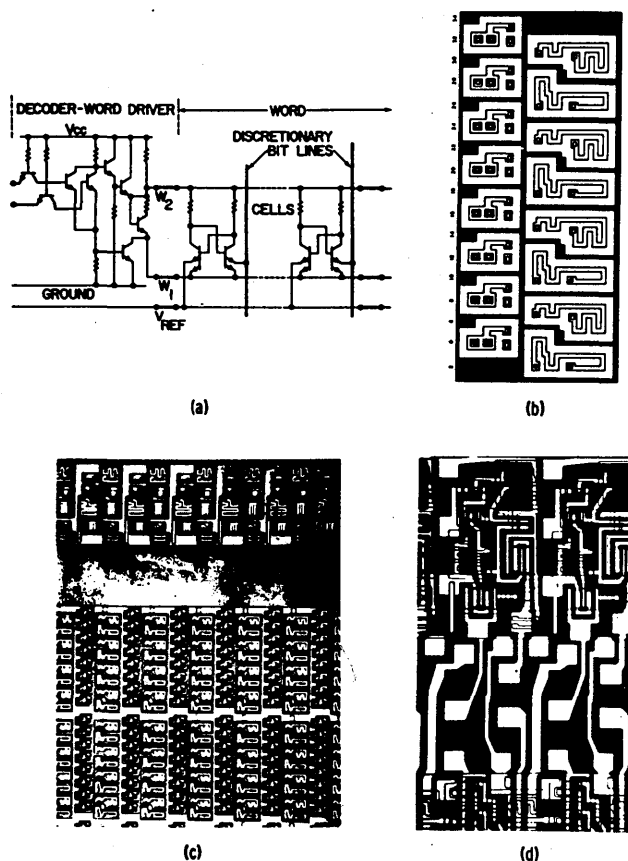 DECODER-WORD DRIVER
WORD
Vcc
DISCRETIONARY
BIT LINES
W2
CELLS
GROUND
W1
VREF
(a)
(b)
(c)
(d)